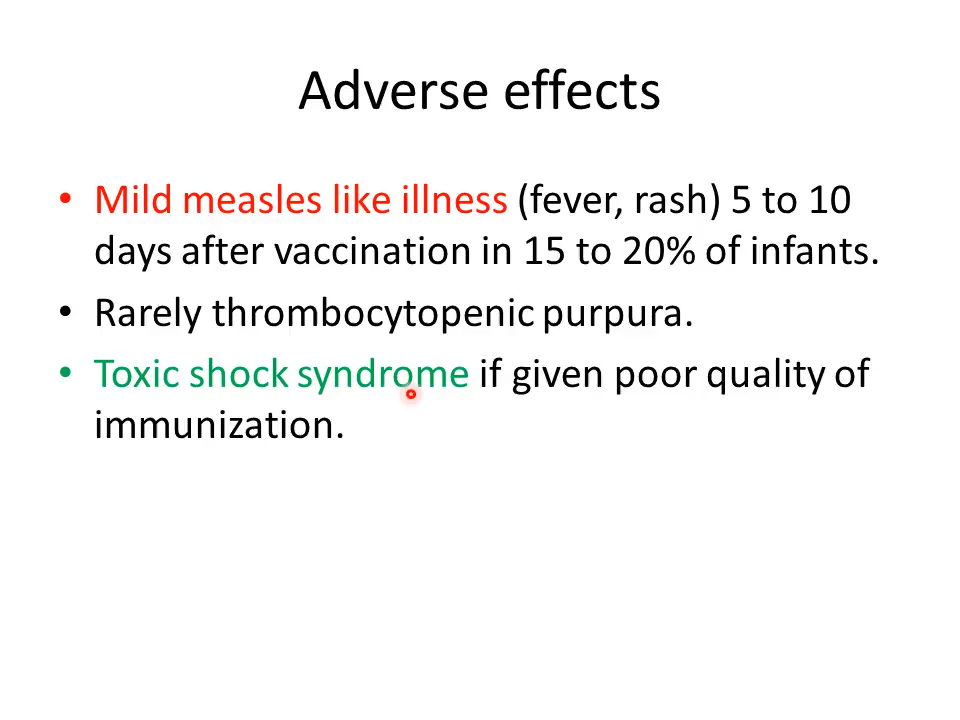 Adverse effects
• Mild measles like illness (fever, rash) 5 to 10
days after vaccination in 15 to 20% of infants.
• Rarely thrombocytopenic purpura.
• Toxic shock syndrome if given poor quality of
immunization.